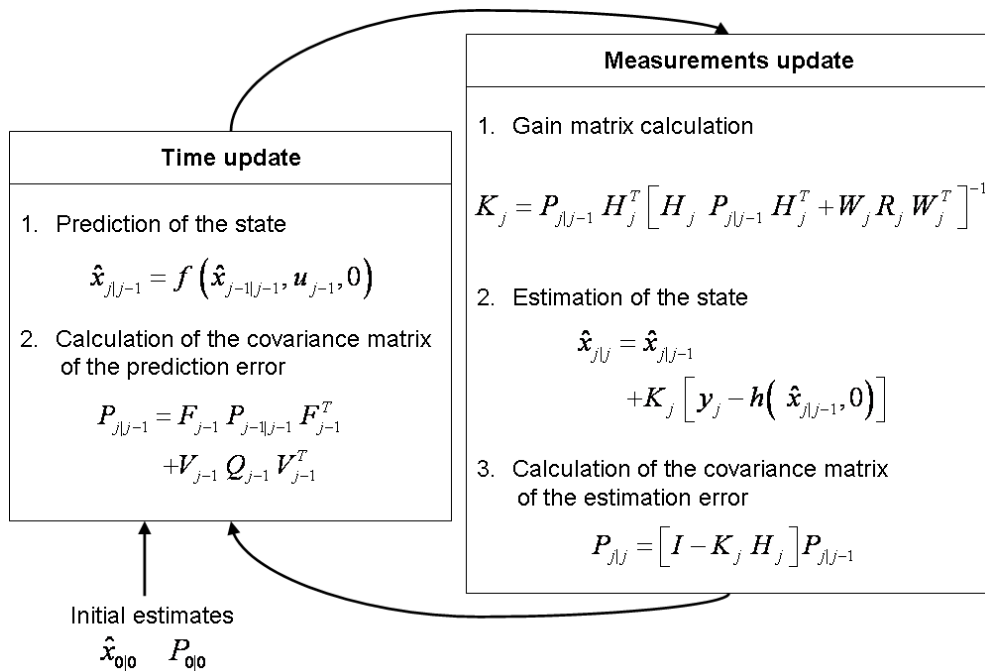 Time update
1. Prediction of the state
x̂_{j|j-1} = f(x̂_{j-1|j-1}, u_{j-1}, 0)
2. Calculation of the covariance matrix
of the prediction error
P_{j|j-1} = F_{j-1} P_{j-1|j-1} F_{j-1}^T
+V_{j-1} Q_{j-1} V_{j-1}^T
Initial estimates
x̂_{0|0} P_{0|0}
Measurements update
1. Gain matrix calculation
K_j = P_{j|j-1} H_j^T [H_j P_{j|j-1} H_j^T + W_j R_j W_j^T]^{-1}
2. Estimation of the state
x̂_{j|j} = x̂_{j|j-1}
+K_j [y_j − h( x̂_{j|j-1}, 0)]
3. Calculation of the covariance matrix
of the estimation error
P_{j|j} = [I − K_j H_j] P_{j|j-1}